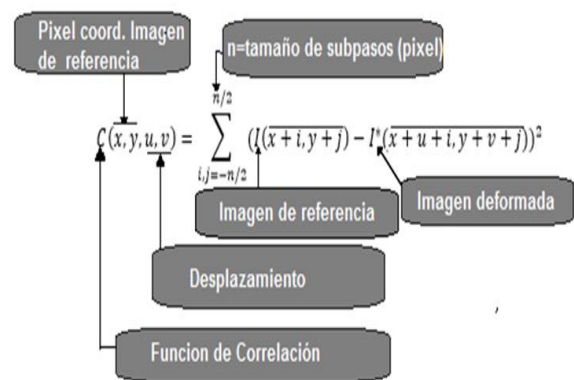 Pixel coord. Imagen
de referencia
n=tamaño de subpasos (pixel)
n/2
C(x, y, u, v) = ∑ (I(x + i, y + j) − I*(x + u + i, y + v + j))²
i,j=−n/2
Imagen de referencia
Imagen deformada
Desplazamiento
Funcion de Correlación
,